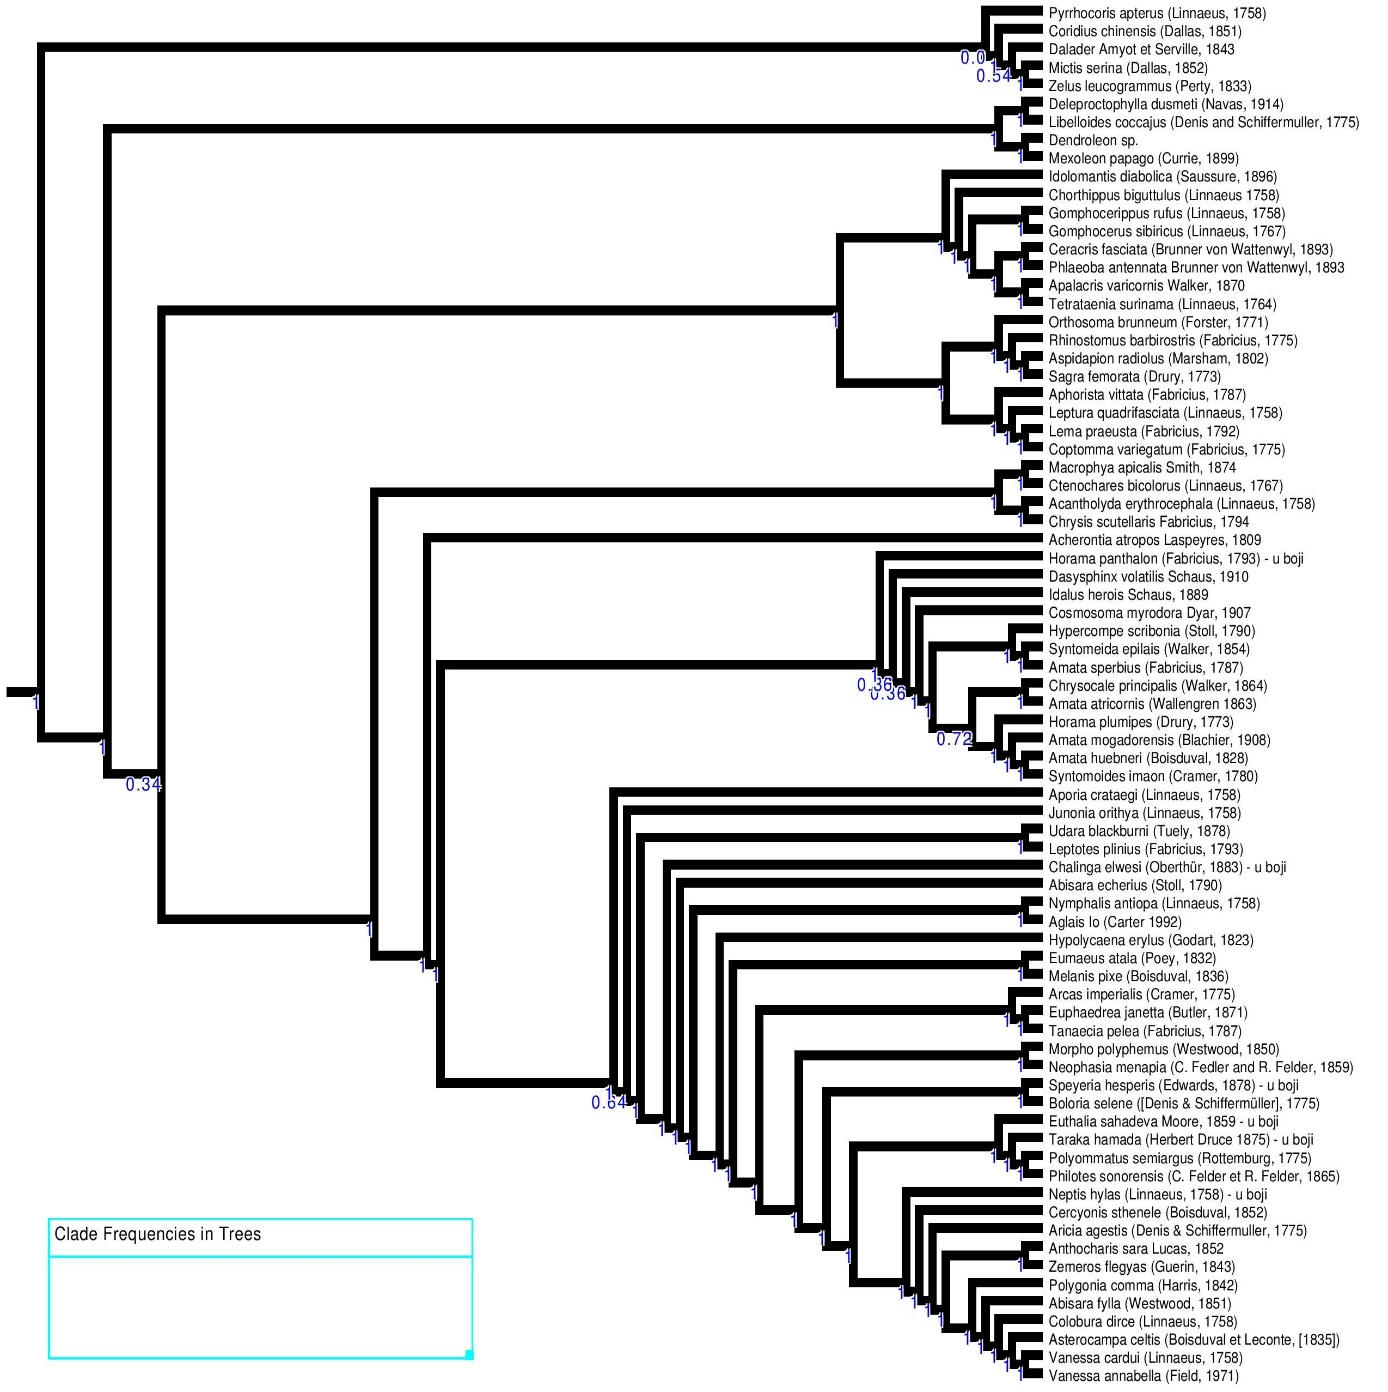 Pyrrhocoris apterus (Linnaeus, 1758)
Coridius chinensis (Dallas, 1851)
Dalader Amyot et Serville, 1843
0.0
Mictis serina (Dallas, 1852)
0.54
Zelus leucogrammus (Perty, 1833)
Deleproctophylla dusmeti (Navas, 1914)
Libelloides coccajus (Denis and Schiffermuller, 1775)
Dendroleon sp.
Mexoleon papago (Currie, 1899)
Idolomantis diabolica (Saussure, 1896)
Chorthippus biguttulus (Linnaeus 1758)
Gomphocerippus rufus (Linnaeus, 1758)
Gomphocerus sibiricus (Linnaeus, 1767)
Ceracris fasciata (Brunner von Wattenwyl, 1893)
Phlaeoba antennata Brunner von Wattenwyl, 1893
Apalacris varicornis Walker, 1870
Tetrataenia surinama (Linnaeus, 1764)
Orthosoma brunneum (Forster, 1771)
Rhinostomus barbirostris (Fabricius, 1775)
Aspidapion radiolus (Marsham, 1802)
Sagra femorata (Drury, 1773)
Aphorista vittata (Fabricius, 1787)
Leptura quadrifasciata (Linnaeus, 1758)
Lema praeusta (Fabricius, 1792)
Coptomma variegatum (Fabricius, 1775)
Macrophya apicalis Smith, 1874
Ctenochares bicolorus (Linnaeus, 1767)
Acantholyda erythrocephala (Linnaeus, 1758)
Chrysis scutellaris Fabricius, 1794
Acherontia atropos Laspeyres, 1809
Horama panthalon (Fabricius, 1793) - u boji
Dasysphinx volatilis Schaus, 1910
Idalus herois Schaus, 1889
Cosmosoma myrodora Dyar, 1907
Hypercompe scribonia (Stoll, 1790)
Syntomeida epilais (Walker, 1854)
Amata sperbius (Fabricius, 1787)
Chrysocale principalis (Walker, 1864)
0.36
0.36
Amata atricornis (Wallengren 1863)
Horama plumipes (Drury, 1773)
Amata mogadorensis (Blachier, 1908)
0.72
Amata huebneri (Boisduval, 1828)
Syntomoides imaon (Cramer, 1780)
0.34
Aporia crataegi (Linnaeus, 1758)
Junonia orithya (Linnaeus, 1758)
Udara blackburni (Tuely, 1878)
Leptotes plinius (Fabricius, 1793)
Chalinga elwesi (Oberthür, 1883) - u boji
Abisara echerius (Stoll, 1790)
Nymphalis antiopa (Linnaeus, 1758)
Aglais Io (Carter 1992)
Hypolycaena erylus (Godart, 1823)
Eumaeus atala (Poey, 1832)
Melanis pixe (Boisduval, 1836)
Arcas imperialis (Cramer, 1775)
Euphaedrea janetta (Butler, 1871)
Tanaecia pelea (Fabricius, 1787)
Morpho polyphemus (Westwood, 1850)
Neophasia menapia (C. Fedler and R. Felder, 1859)
Speyeria hesperis (Edwards, 1878) - u boji
0.64
Boloria selene ([Denis & Schiffermüller], 1775)
Euthalia sahadeva Moore, 1859 - u boji
Taraka hamada (Herbert Druce 1875) - u boji
Polyommatus semiargus (Rottemburg, 1775)
Philotes sonorensis (C. Felder et R. Felder, 1865)
Neptis hylas (Linnaeus, 1758) - u boji
Cercyonis sthenele (Boisduval, 1852)
Aricia agestis (Denis & Schiffermuller, 1775)
Clade Frequencies in Trees
Anthocharis sara Lucas, 1852
Zemeros flegyas (Guerin, 1843)
Polygonia comma (Harris, 1842)
Abisara fylla (Westwood, 1851)
Colobura dirce (Linnaeus, 1758)
Asterocampa celtis (Boisduval et Leconte, [1835])
Vanessa cardui (Linnaeus, 1758)
Vanessa annabella (Field, 1971)